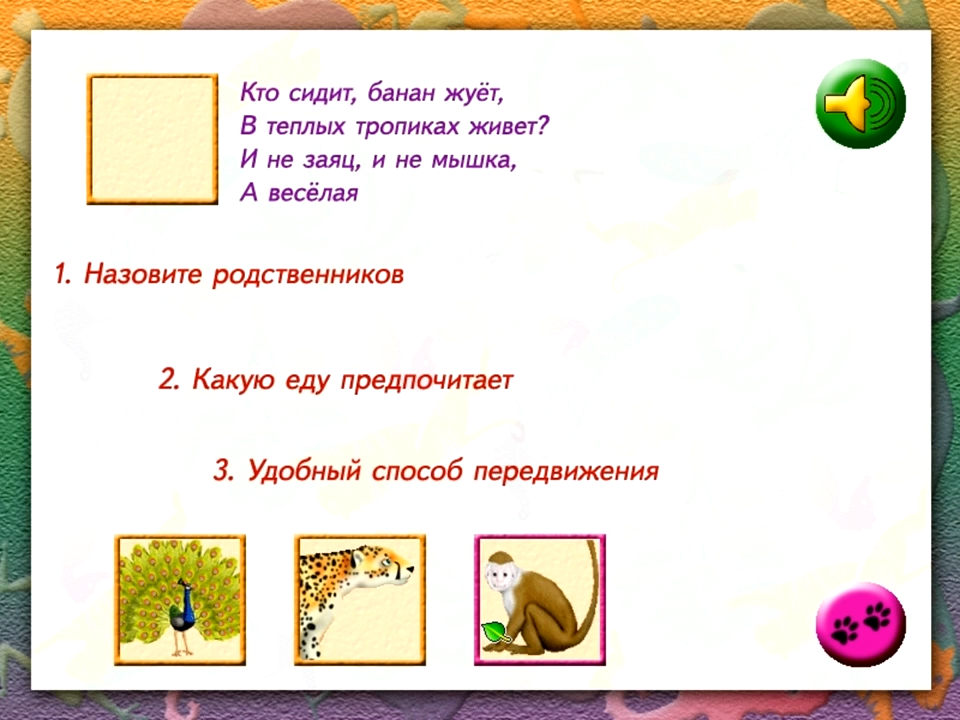 Кто сидит, банан жуёт,
В теплых тропиках живет?
И не заяц, и не мышка,
А весёлая
1. Назовите родственников
2. Какую еду предпочитает
3. Удобный способ передвижения